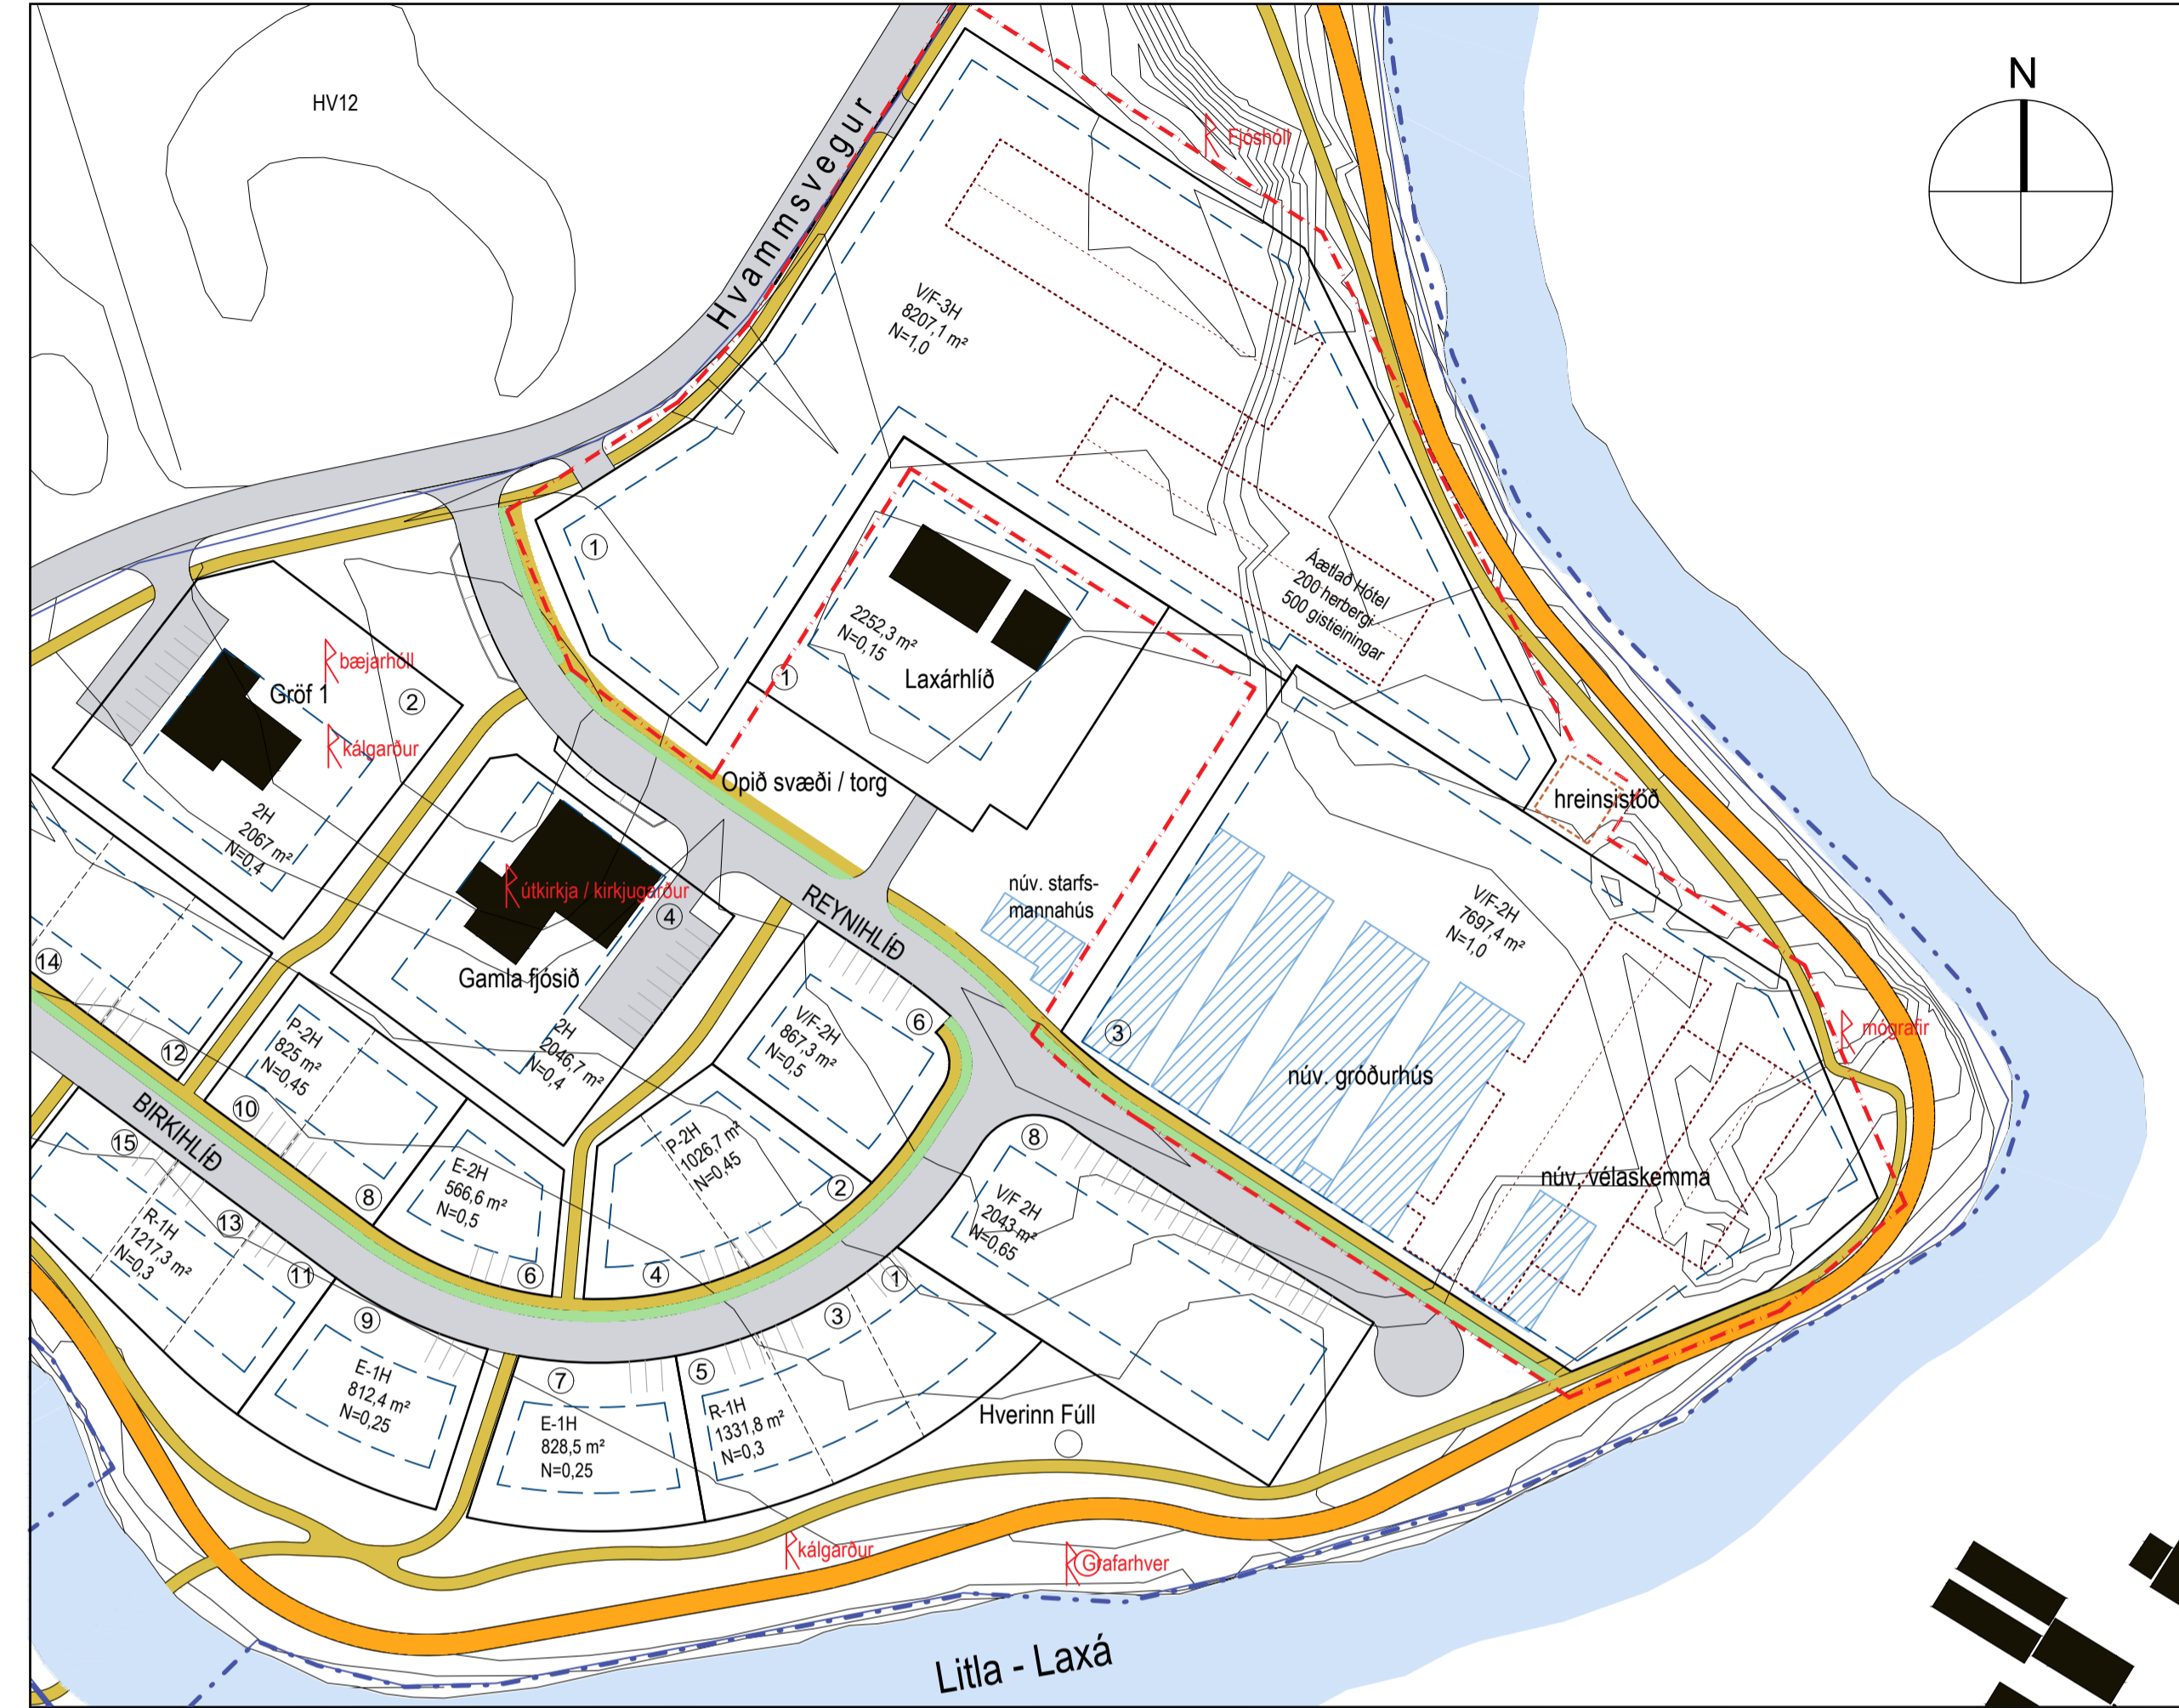 HV12
N
Hvammsvegur
Fjóshóll
V/F-3H
8207,1 m²
N=1,0
1
Áætlað Hótel
200 herbergi
500 gistieiningar
2252,3 m²
N=0,15
Laxárhlíð
1
bæjarhóll
Gröf 1
2
kálgarður
2H
2067 m²
N=0,4
Opið svæði / torg
hreinsistöð
útkirkja / kirkjugarður
4
REYNIHLÍÐ
núv. starfs-
mannahús
V/F-2H
7697,4 m²
N=1,0
14
Gamla fjósið
2H
2046,7 m²
N=0,4
V/F-2H
867,3 m²
N=0,5
6
3
mógrafir
12
P-2H
825 m²
N=0,45
10
núv. gróðurhús
BIRKIHLÍÐ
15
8
E-2H
566,6 m²
N=0,5
6
P-2H
1026,7 m²
N=0,45
2
4
8
núv. vélaskemma
R-1H
1217,3 m²
N=0,3
13
11
V/F 2H
2043 m²
N=0,65
1
3
9
E-1H
812,4 m²
N=0,25
7
E-1H
828,5 m²
N=0,25
5
R-1H
1331,8 m²
N=0,3
Hverinn Fúll
kálgarður
Grafarhver
Litla - Laxá